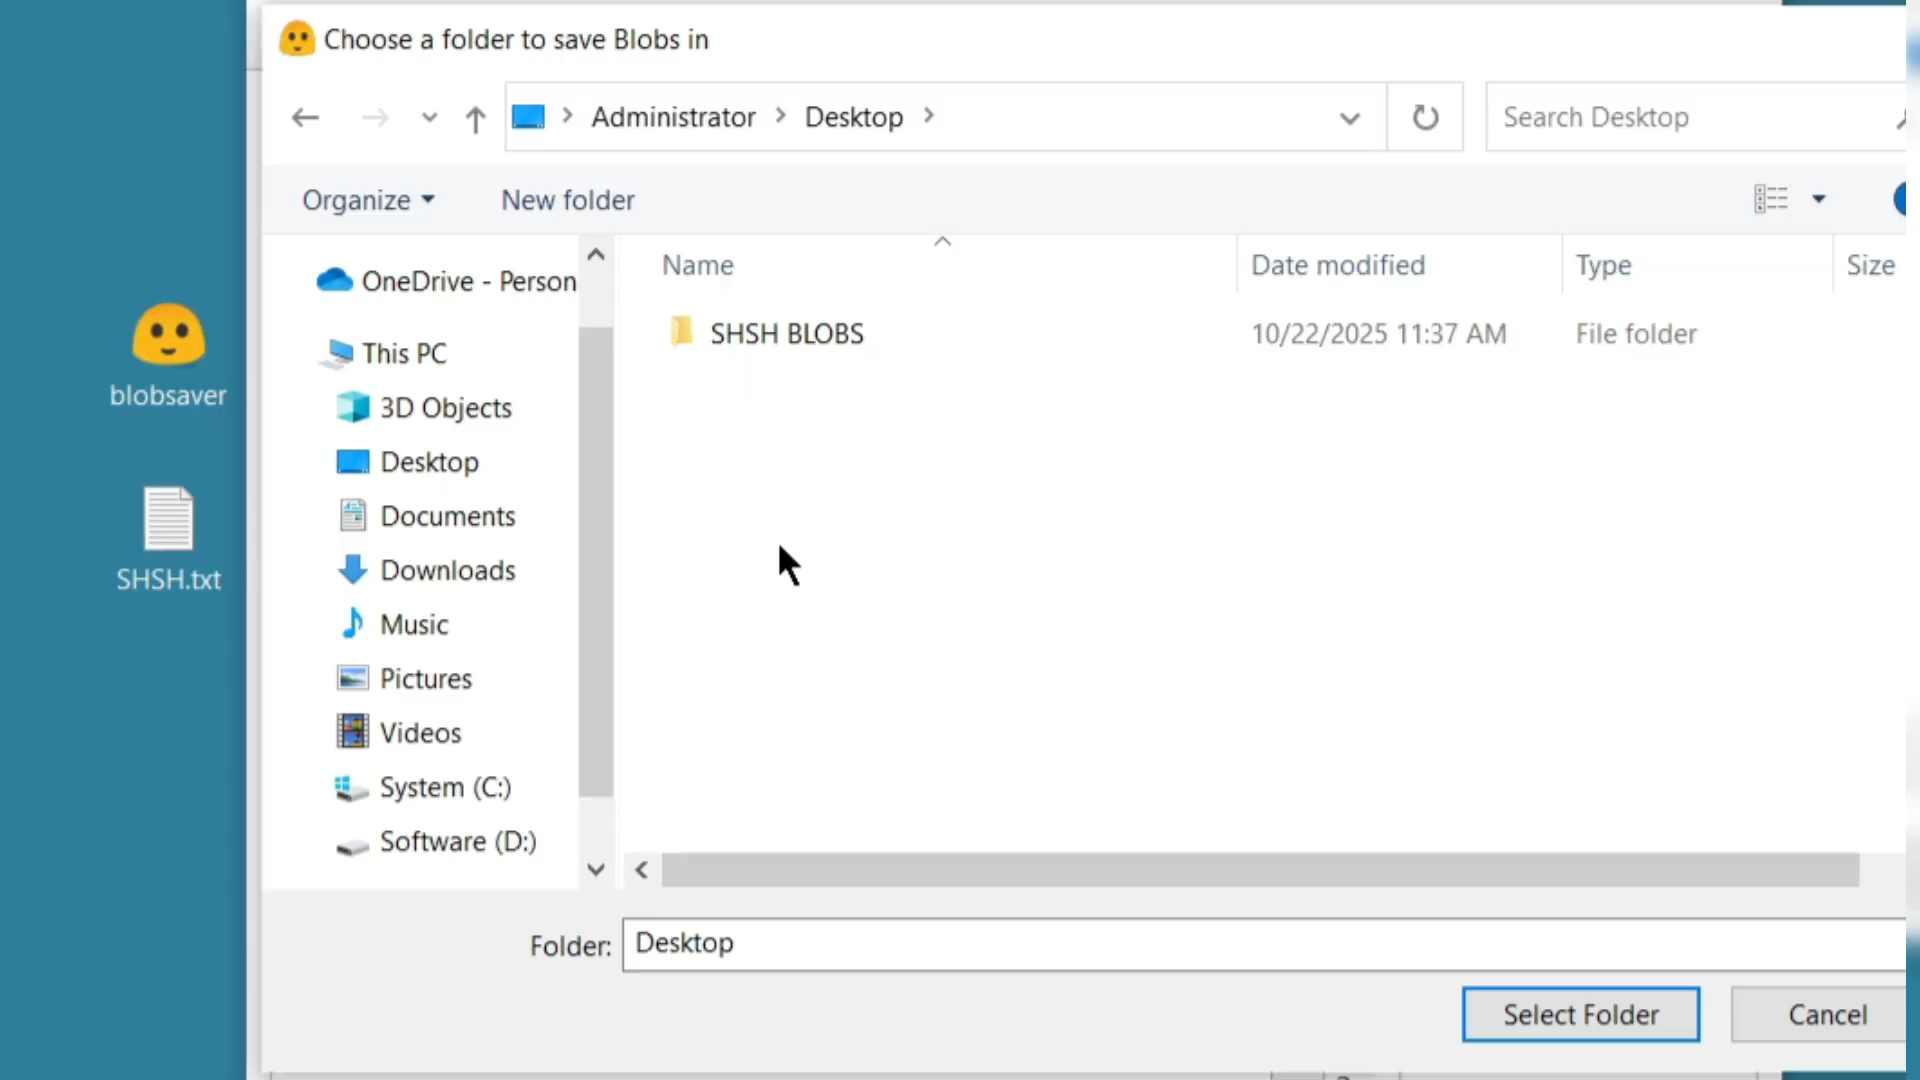 Choose a folder to save Blobs in
Administrator Desktop
Search Desktop
Organize
New folder
Name
Date modified
Type
Size
OneDrive - Person
SHSH BLOBS
10/22/2025 11:37 AM
File folder
This PC
3D Objects
Desktop
Documents
Downloads
Music
Pictures
Videos
System (C:)
Software (D:)
blobsaver
SHSH.txt
Folder:
Desktop
Select Folder
Cancel